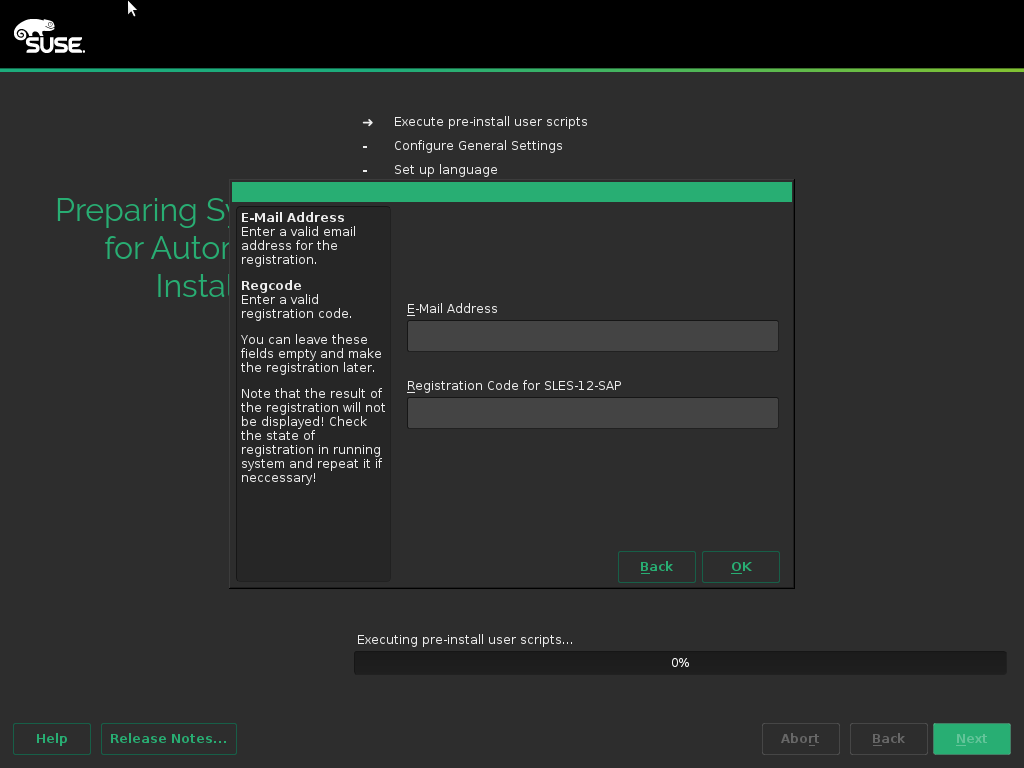 SUSE.
➔ Execute pre-install user scripts
- Configure General Settings
- Set up language
Preparing Sy
for Autor
Instal
E-Mail Address
Enter a valid email
address for the
registration.
Regcode
Enter a valid
registration code.
You can leave these
fields empty and make
the registration later.
Note that the result of
the registration will not
be displayed! Check
the state of
registration in running
system and repeat it if
neccessary!
E-Mail Address
Registration Code for SLES-12-SAP
Back OK
Executing pre-install user scripts...
0%
Help Release Notes... Abort Back Next